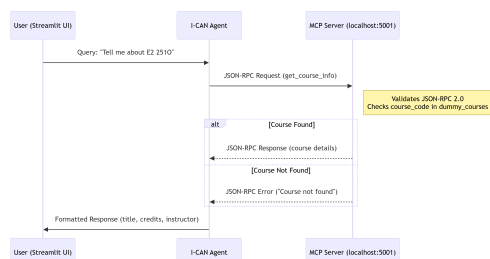 User (Streamlit UI)
I-CAN Agent
MCP Server (localhost:5001)
Query: "Tell me about E2 251O"
JSON-RPC Request (get_course_info)
Validates JSON-RPC 2.0
Checks course_code in dummy_courses
alt
[Course Found]
JSON-RPC Response (course details)
[Course Not Found]
JSON-RPC Error ("Course not found")
Formatted Response (title, credits, instructor)
User (Streamlit UI)
I-CAN Agent
MCP Server (localhost:5001)